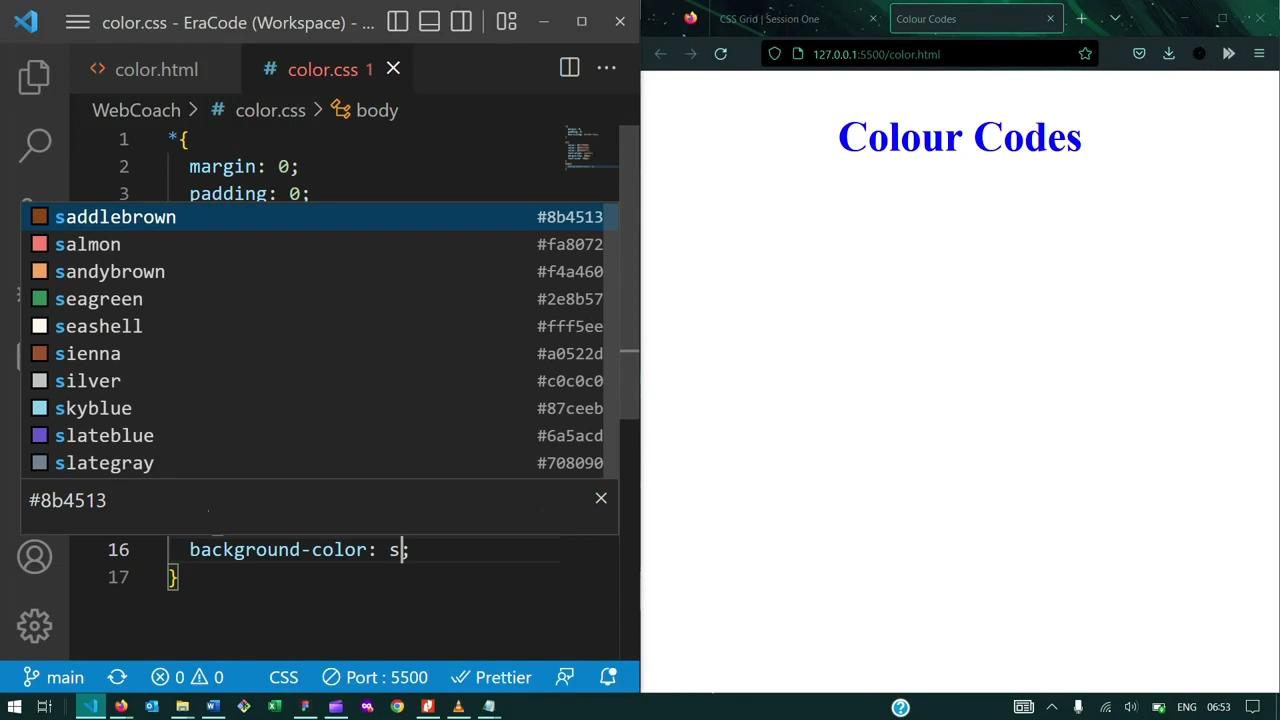 color.css - EraCode (Workspace) - ...
color.html
# color.css 1
WebCoach > # color.css > body
1 *{
2 margin: 0;
3 padding: 0;
saddlebrown #8b4513
salmon #fa8072
sandybrown #f4a460
seagreen #2e8b57
seashell #fff5ee
sienna #a0522d
silver #c0c0c0
skyblue #87ceeb
slateblue #6a5acd
slategray #708090
#8b4513
16 background-color: s;
17 }
main 0 0 CSS Port : 5500 Prettier
CSS Grid | Session One
Colour Codes
127.0.0.1:5500/color.html
Colour Codes
ENG 06:53